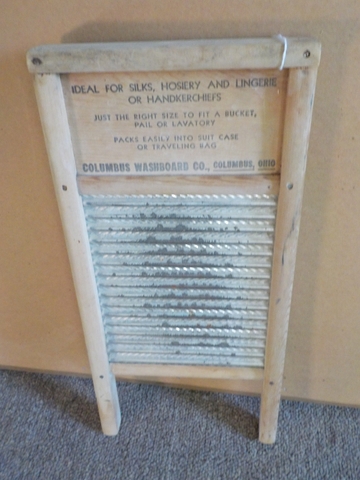 IDEAL FOR SILKS, HOSIERY AND LINGERIE
OR HANDKERCHIEFS
JUST THE RIGHT SIZE TO FIT A BUCKET,
PAIL OR LAVATORY
PACKS EASILY INTO SUIT CASE
OR TRAVELING BAG
COLUMBUS WASHBOARD CO., COLUMBUS, OHIO